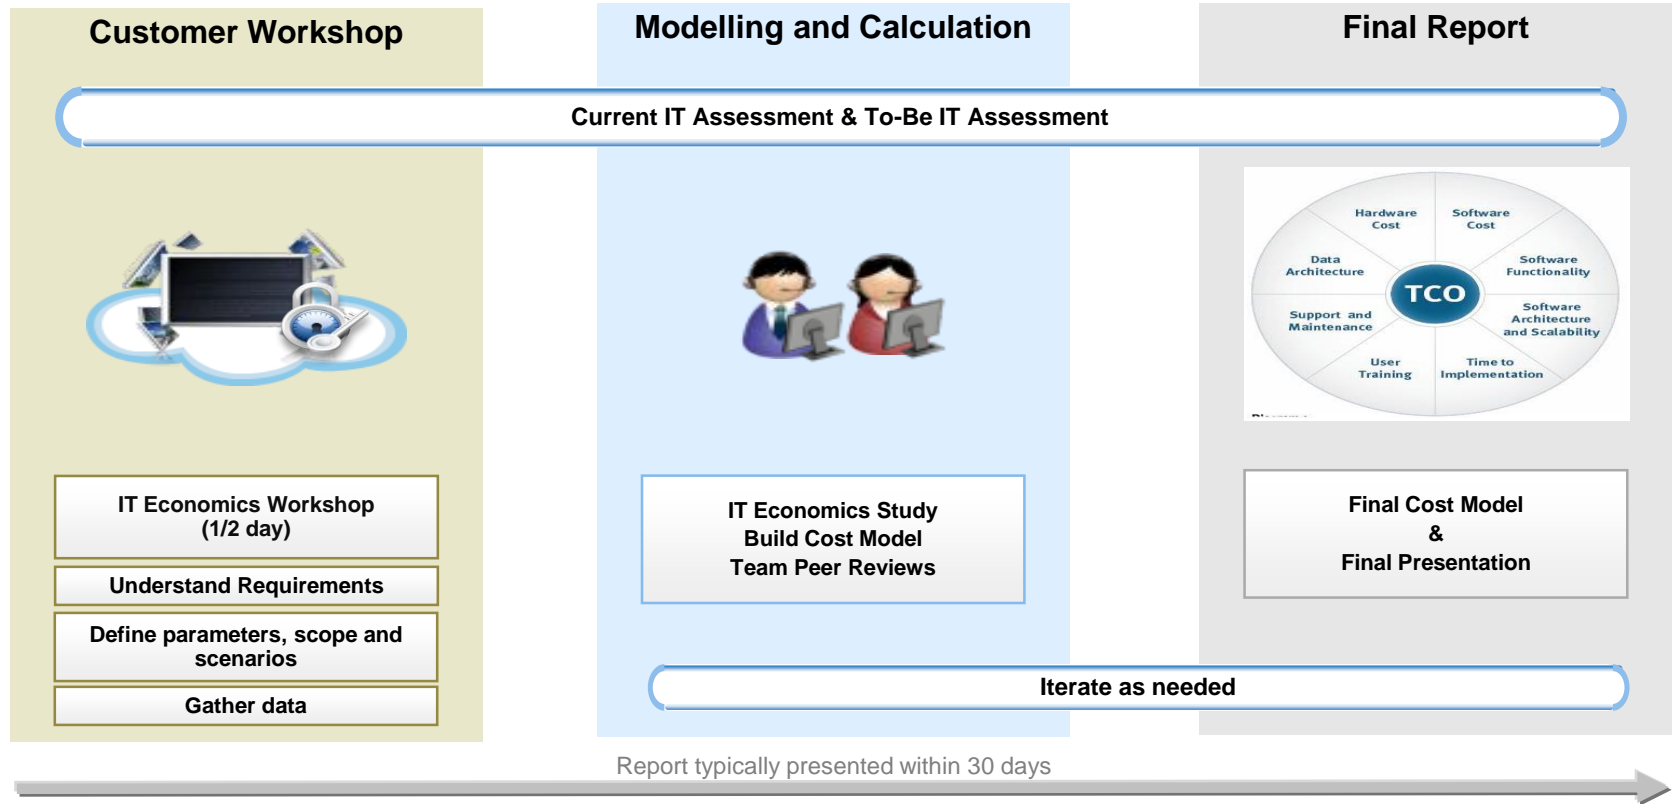 Customer Workshop
Modelling and Calculation
Final Report
Current IT Assessment & To-Be IT Assessment
Hardware
Cost
Software
Cost
Data
Architecture
Software
Functionality
TCO
Support and
Maintenance
Software
Architecture
and Scalability
User
Training
Time to
Implementation
IT Economics Workshop
(1/2 day)
Understand Requirements
Define parameters, scope and
scenarios
Gather data
IT Economics Study
Build Cost Model
Team Peer Reviews
Final Cost Model
&
Final Presentation
Iterate as needed
Report typically presented within 30 days